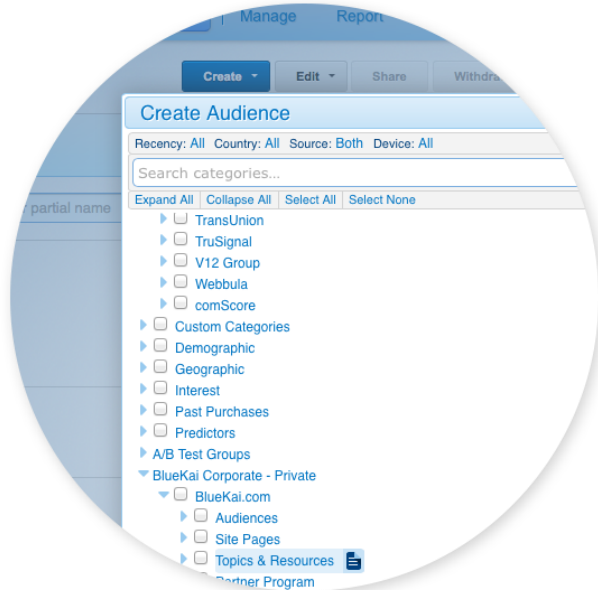 Manage Report
Create Edit Share
Create Audience
Recency: All Country: All Source: Both Device: All
Search categories...
partial name
Expand All Collapse All Select All Select None
TransUnion
TruSignal
V12 Group
Webbula
comScore
Custom Categories
Demographic
Geographic
Interest
Past Purchases
Predictors
A/B Test Groups
BlueKai Corporate - Private
BlueKai.com
Audiences
Site Pages
Topics & Resources
Partner Program